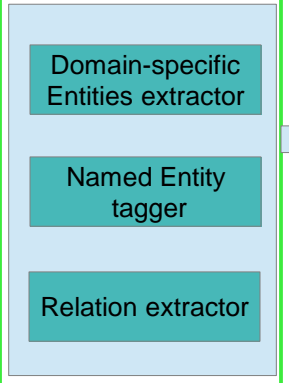 Domain-specific
Entities extractor
Named Entity
tagger
Relation extractor